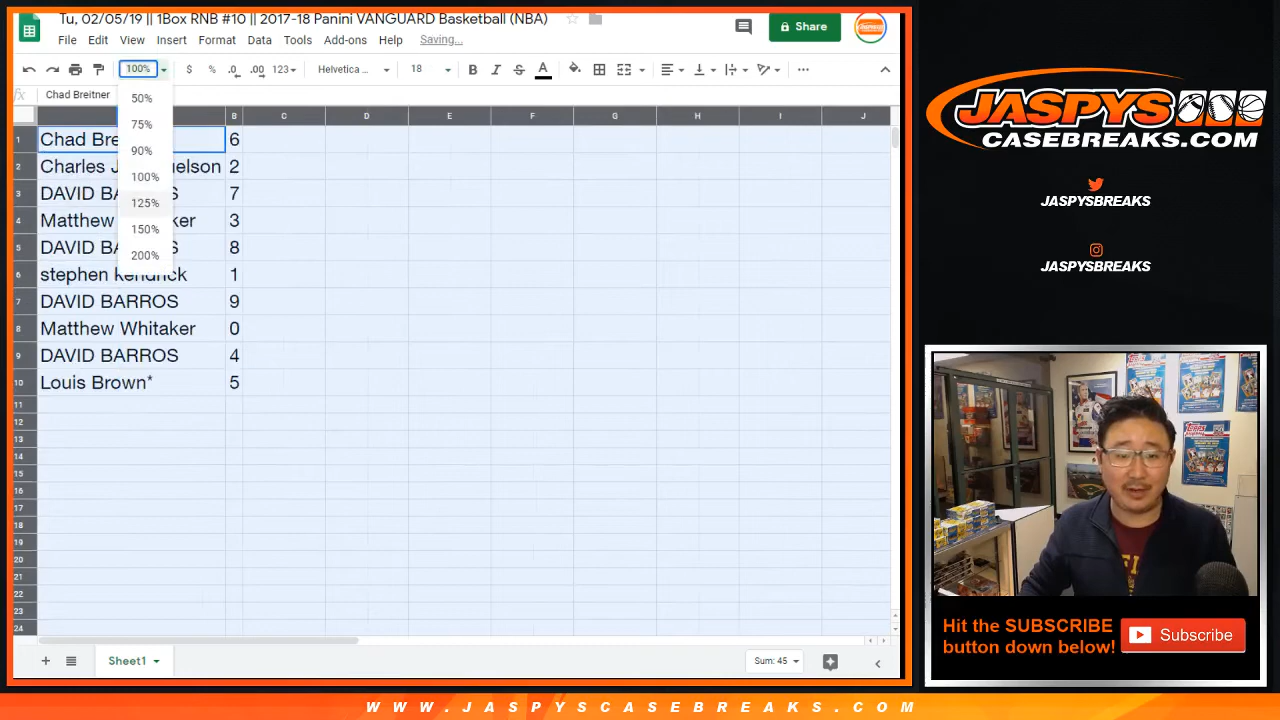 Tu, 02/05/19 || 1Box RNB #10 || 2017-18 Panini VANGUARD Basketball (NBA)
File Edit View Insert Format Data Tools Add-ons Help Saving...
Share
100% $ % .0 .00 123 Helvetica ... 18 B I S A
fx Chad Breitner
50%
75%
90%
100%
125%
150%
200%
B C D E F G H I J
1 Chad Bre 6
2 Charles J uelson 2
3 DAVID BA S 7
4 Matthew aker 3
5 DAVID BA S 8
6 stephen kendrick 1
7 DAVID BARROS 9
8 Matthew Whitaker 0
9 DAVID BARROS 4
10 Louis Brown* 5
11
12
13
14
15
16
17
18
19
20
21
22
23
24
Sheet1
Sum: 45
JASPYS
CASEBREAKS.COM
JASPYSBREAKS
JASPYSBREAKS
Hit the SUBSCRIBE
button down below!
Subscribe
WWW.JASPYSCASEBREAKS.COM